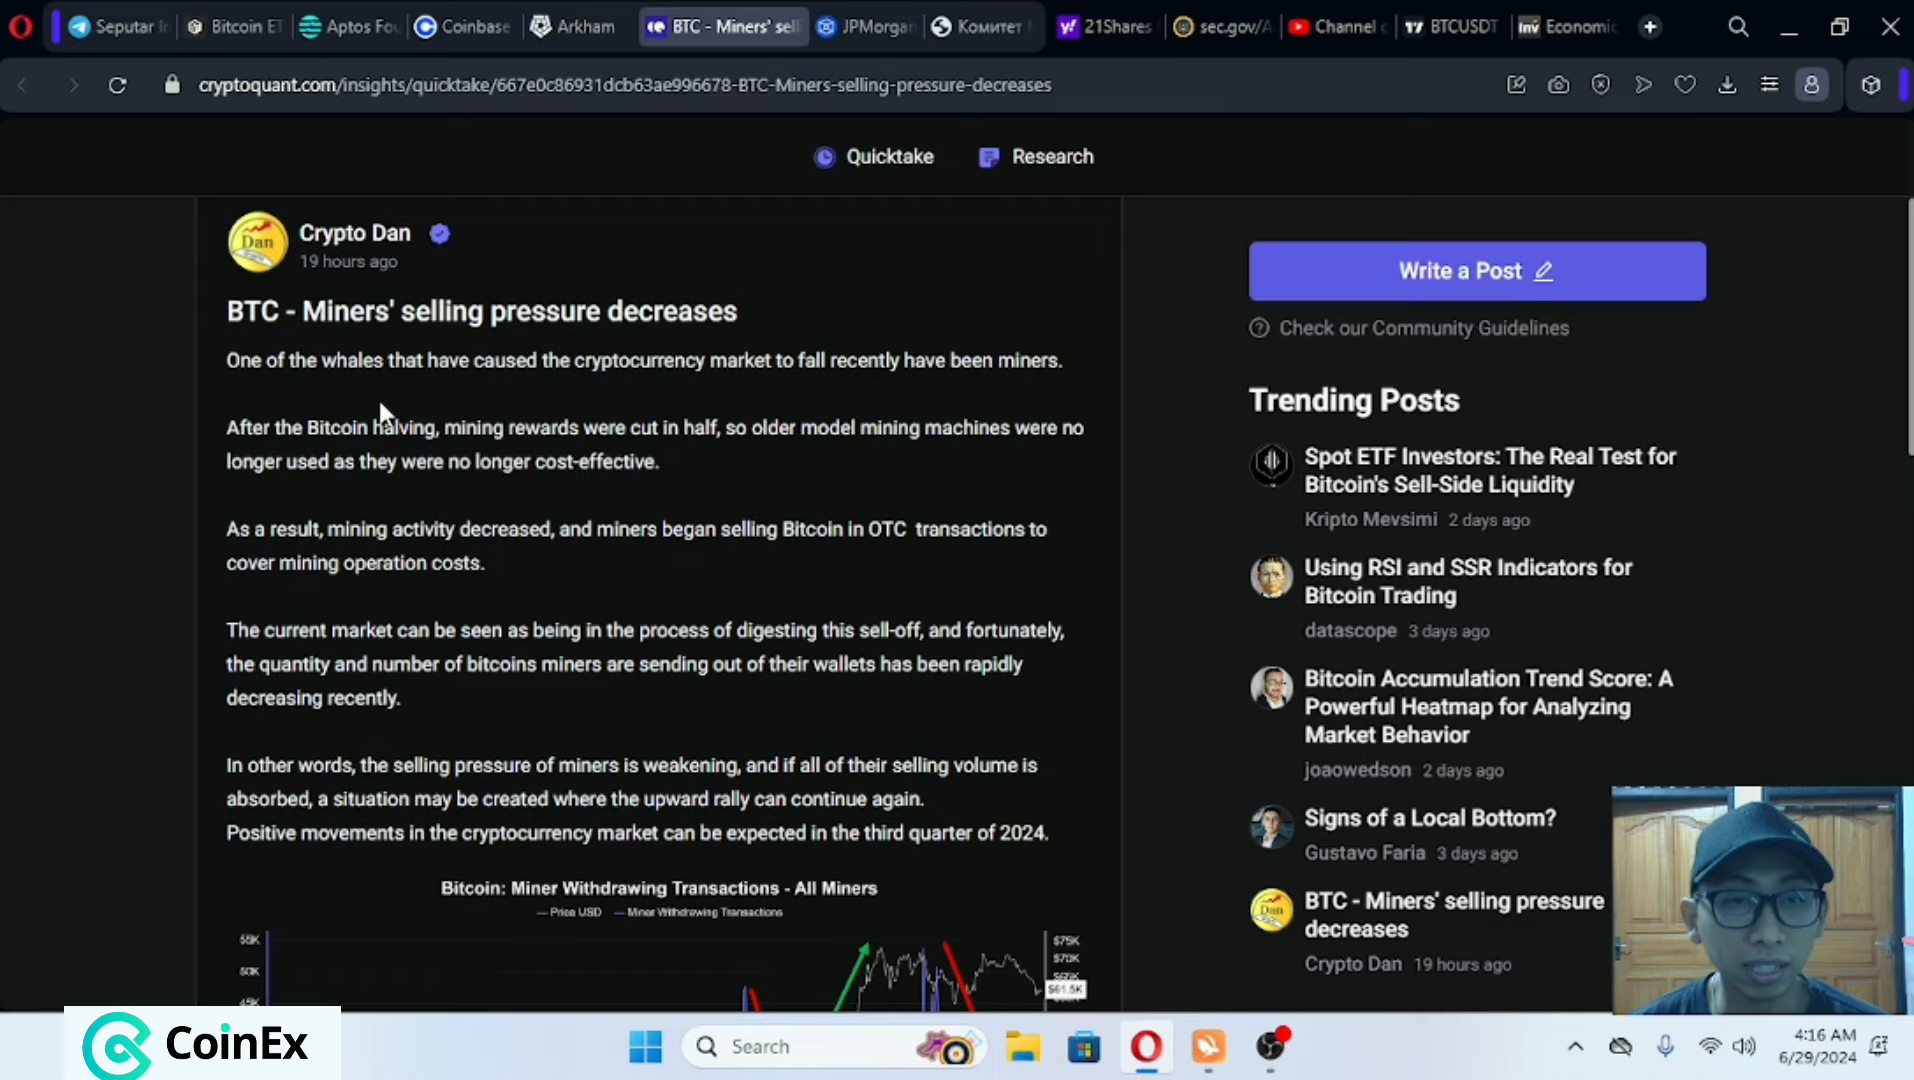 Seputar
Bitcoin ET
Aptos Fou
Coinbase
Arkham
BTC - Miners' sell
JPMorgan
Комитет
21Shares
sec.gov/A
Channel
BTCUSDT
Economic
cryptoquant.com/insights/quicktake/667e0c86931dcb63ae996678-BTC-Miners-selling-pressure-decreases
Quicktake
Research
Dan
Crypto Dan
19 hours ago
BTC - Miners' selling pressure decreases
One of the whales that have caused the cryptocurrency market to fall recently have been miners.
After the Bitcoin halving, mining rewards were cut in half, so older model mining machines were no
longer used as they were no longer cost-effective.
As a result, mining activity decreased, and miners began selling Bitcoin in OTC transactions to
cover mining operation costs.
The current market can be seen as being in the process of digesting this sell-off, and fortunately,
the quantity and number of bitcoins miners are sending out of their wallets has been rapidly
decreasing recently.
In other words, the selling pressure of miners is weakening, and if all of their selling volume is
absorbed, a situation may be created where the upward rally can continue again.
Positive movements in the cryptocurrency market can be expected in the third quarter of 2024.
Bitcoin: Miner Withdrawing Transactions - All Miners
Price USD
Miner Withdrawing Transactions
55K
50K
45K
$75K
$70K
$61.5K
Write a Post
Check our Community Guidelines
Trending Posts
Spot ETF Investors: The Real Test for
Bitcoin's Sell-Side Liquidity
Kripto Mevsimi 2 days ago
Using RSI and SSR Indicators for
Bitcoin Trading
datascope 3 days ago
Bitcoin Accumulation Trend Score: A
Powerful Heatmap for Analyzing
Market Behavior
joaowedson 2 days ago
Signs of a Local Bottom?
Gustavo Faria 3 days ago
Dan
BTC - Miners' selling pressure
decreases
Crypto Dan 19 hours ago
CoinEx
Search
4:16 AM
6/29/2024